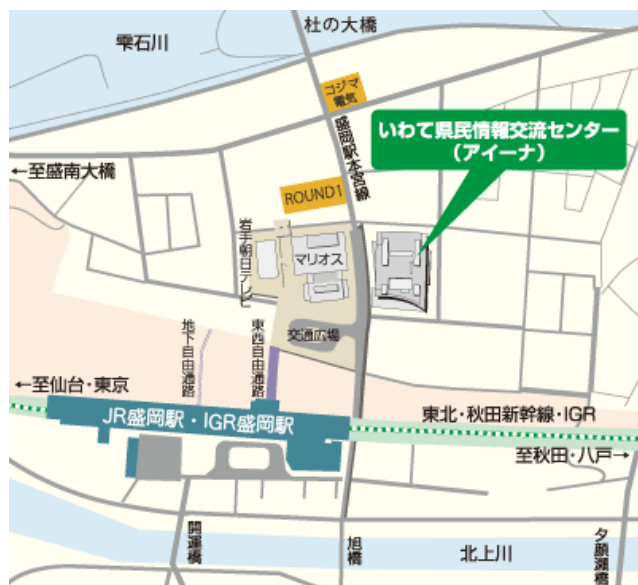 雫石川
杜の大橋
コジマ
電気
盛岡駅本宮線
いわて県民情報交流センター
（アイーナ）
←至盛南大橋
ROUND1
岩手朝日テレビ
マリオス
交通広場
地下自由通路
東西自由通路
←至仙台・東京
JR盛岡駅・IGR盛岡駅
東北・秋田新幹線・IGR
至秋田・八戸→
開運橋
旭橋
北上川
夕顔瀬橋